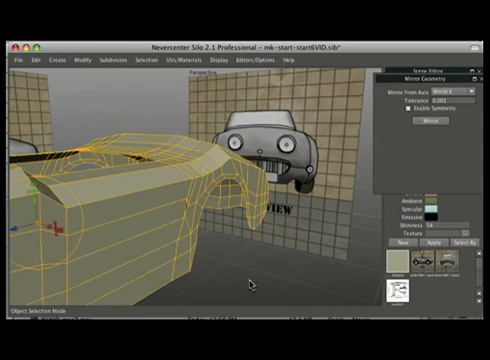 Nevercenter Silo 2.1 Professional - mk-start-start6VID.sib*
File Edit Create Modify Subdivision Selection UVs/Materials Display Editors/Options Help
Perspective
Scene Editor
Mirror Geometry
Mirror From Axis World X
Tolerance 0.001
Enable Symmetry
Mirror
VIEW
Ambient
Specular
Emissive
Shininess 54
Texture
New Apply Select By
Default
Object Selection Mode